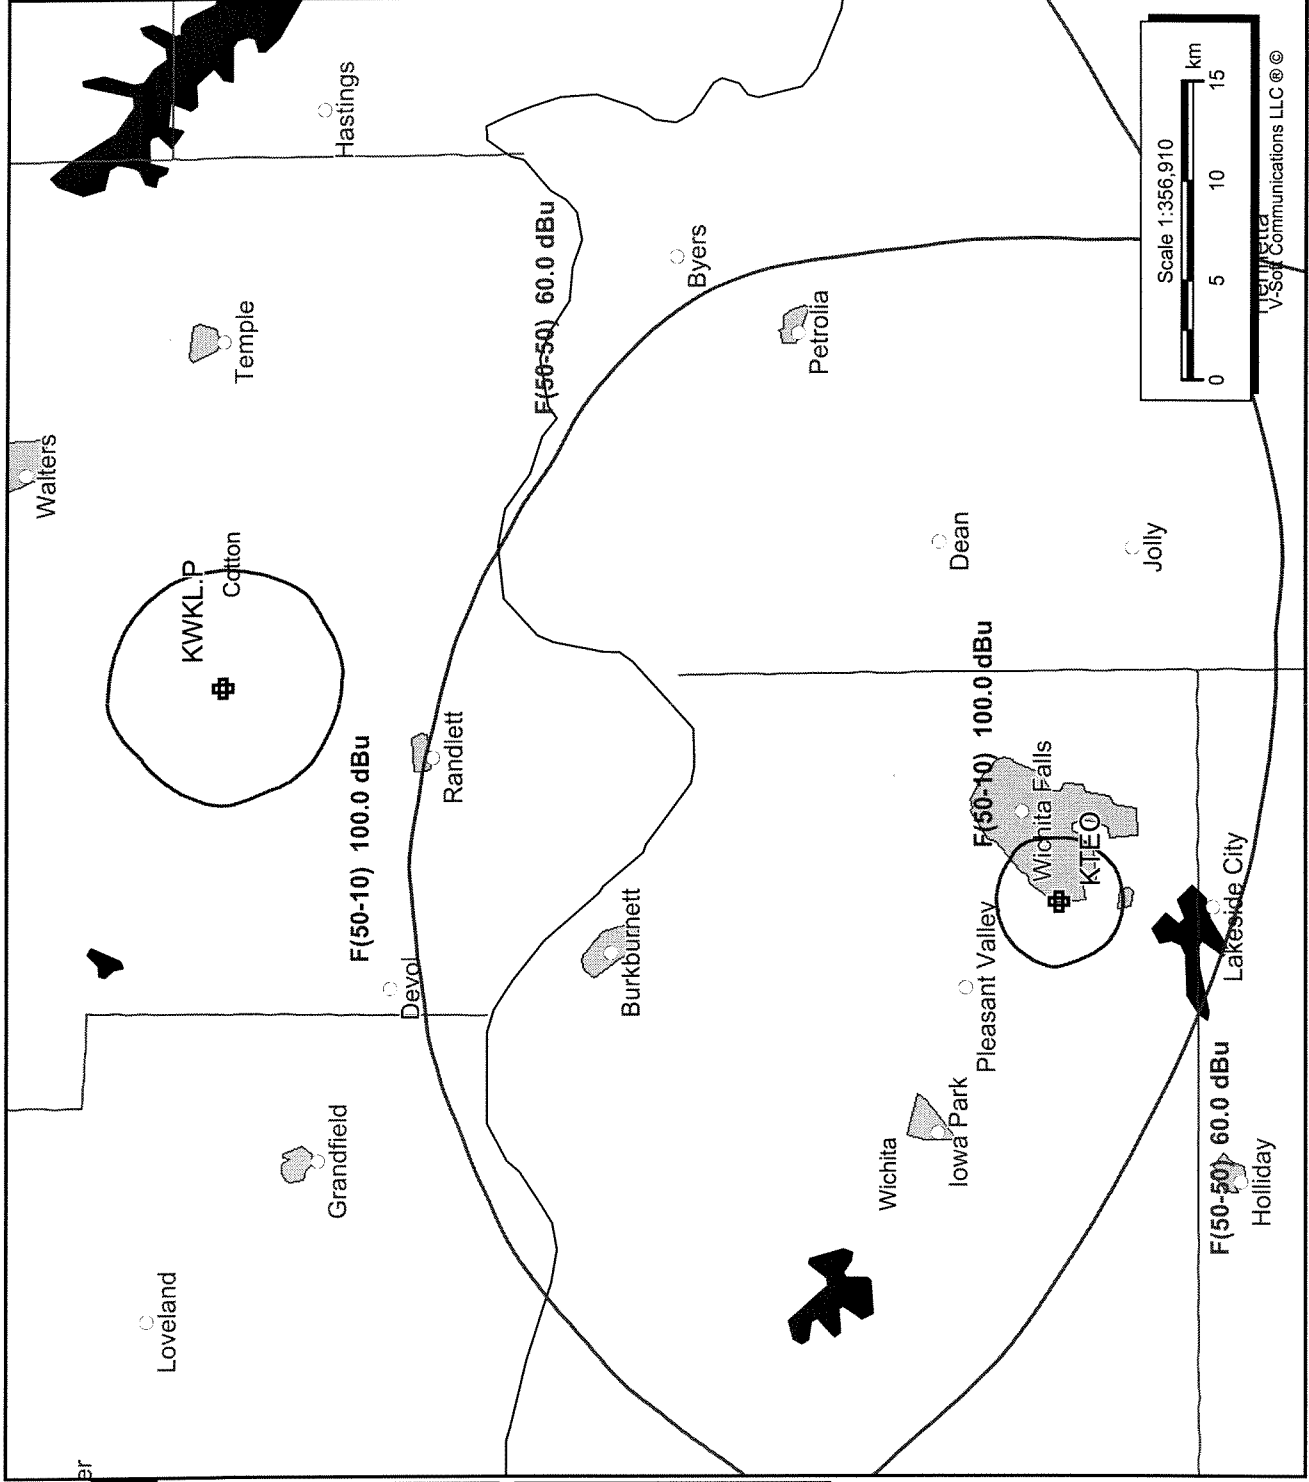 Walters
Hastings
Temple
Cotton
KWKL.P
Loveland
Grandfield
Devol
Randlett
F(50-10) 100.0 dBu
F(50-50) 60.0 dBu
Byers
Petrolia
Burkburnett
Dean
Jolly
F(50-10) 100.0 dBu
Wichita Falls
KTEO
Pleasant Valley
Wichita
Iowa Park
Lakeside City
F(50-50) 60.0 dBu
Holliday
er
Scale 1:356,910
0 5 10 15 km
Henrietta
V-Soft Communications LLC ® ©